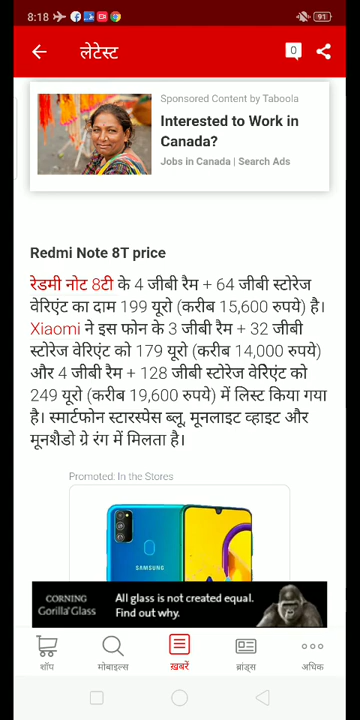 8:18
91
लेटेस्ट
0
Sponsored Content by Taboola
Interested to Work in
Canada?
Jobs in Canada | Search Ads
Redmi Note 8T price
रेडमी नोट 8टी के 4 जीबी रैम + 64 जीबी स्टोरेज
वेरिएंट का दाम 199 यूरो (करीब 15,600 रुपये) है।
Xiaomi ने इस फोन के 3 जीबी रैम + 32 जीबी
स्टोरेज वेरिएंट को 179 यूरो (करीब 14,000 रुपये)
और 4 जीबी रैम + 128 जीबी स्टोरेज वेरिएंट को
249 यूरो (करीब 19,600 रुपये) में लिस्ट किया गया
है। स्मार्टफोन स्टारस्पेस ब्लू, मूनलाइट व्हाइट और
मूनशैडो ग्रे रंग में मिलता है।
Promoted: In the Stores
SAMSUNG
CORNING
Gorilla Glass
All glass is not created equal.
Find out why.
शॉप
मोबाइल्स
ख़बरें
ब्रांड्स
अधिक